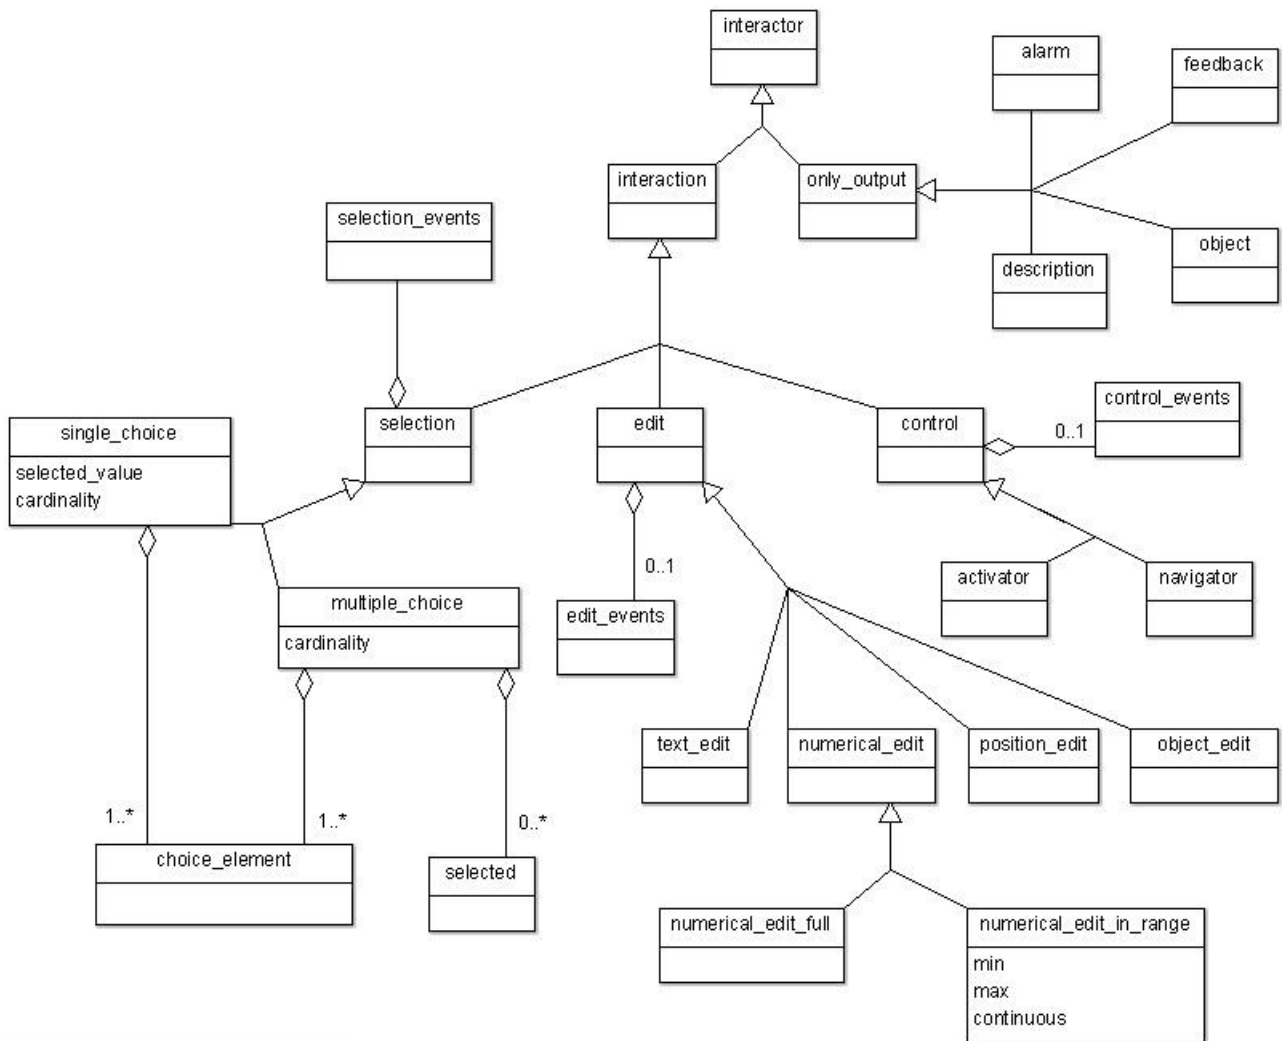 interactor
alarm
feedback
interaction
only_output
selection_events
object
description
control_events
selection
edit
control
0..1
single_choice
selected_value
cardinality
0..1
activator
navigator
multiple_choice
cardinality
edit_events
text_edit
numerical_edit
position_edit
object_edit
1..*
1..*
0..*
choice_element
selected
numerical_edit_full
numerical_edit_in_range
min
max
continuous